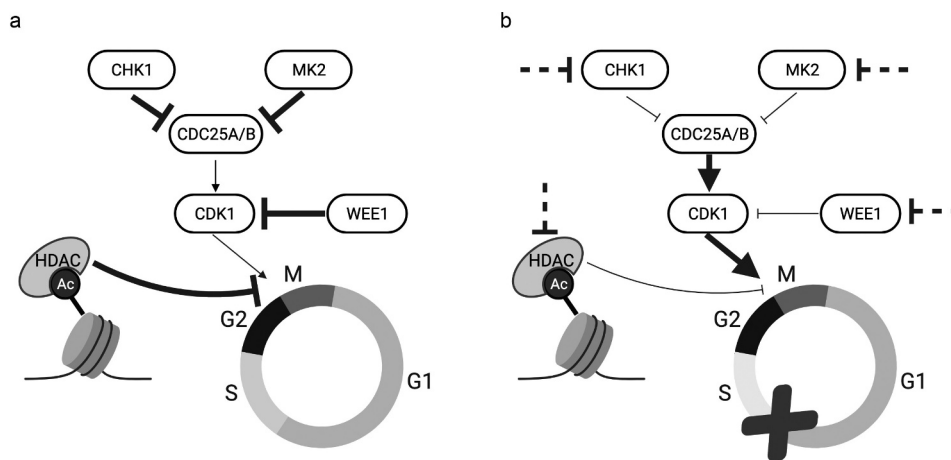 a
CHK1
MK2
CDC25A/B
CDK1
WEE1
HDAC
Ac
M
G2
S
G1
b
CHK1
MK2
CDC25A/B
CDK1
WEE1
HDAC
Ac
M
G2
S
G1